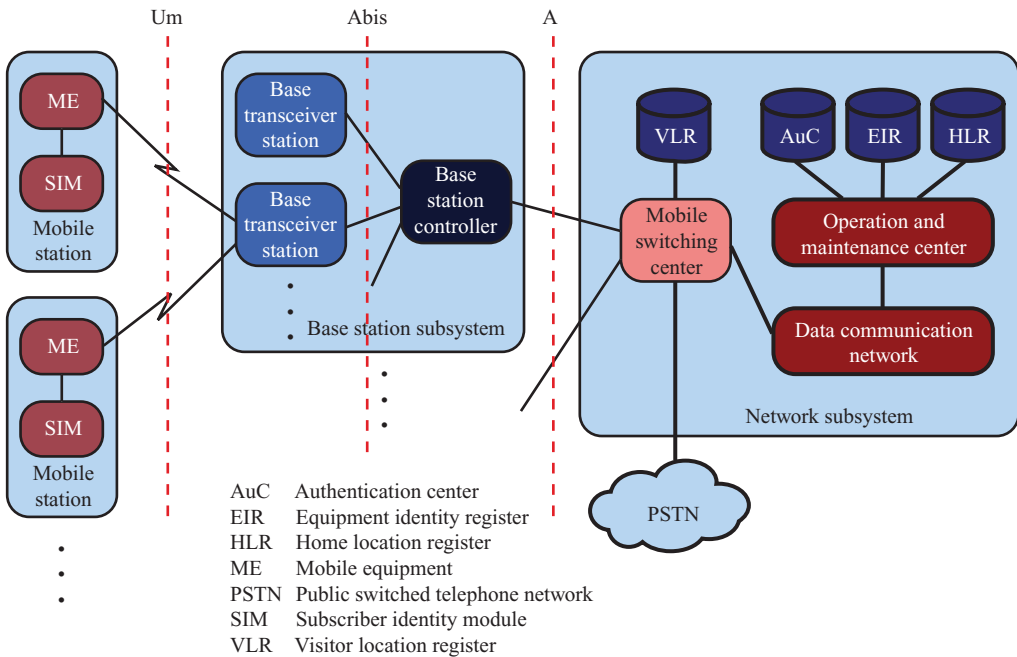 Um
Abis
A
ME
SIM
Mobile
station
ME
SIM
Mobile
station
Base
transceiver
station
Base
transceiver
station
Base
station
controller
Base station subsystem
VLR
AuC
EIR
HLR
Mobile
switching
center
Operation and
maintenance center
Data communication
network
Network subsystem
PSTN
AuC Authentication center
EIR Equipment identity register
HLR Home location register
ME Mobile equipment
PSTN Public switched telephone network
SIM Subscriber identity module
VLR Visitor location register